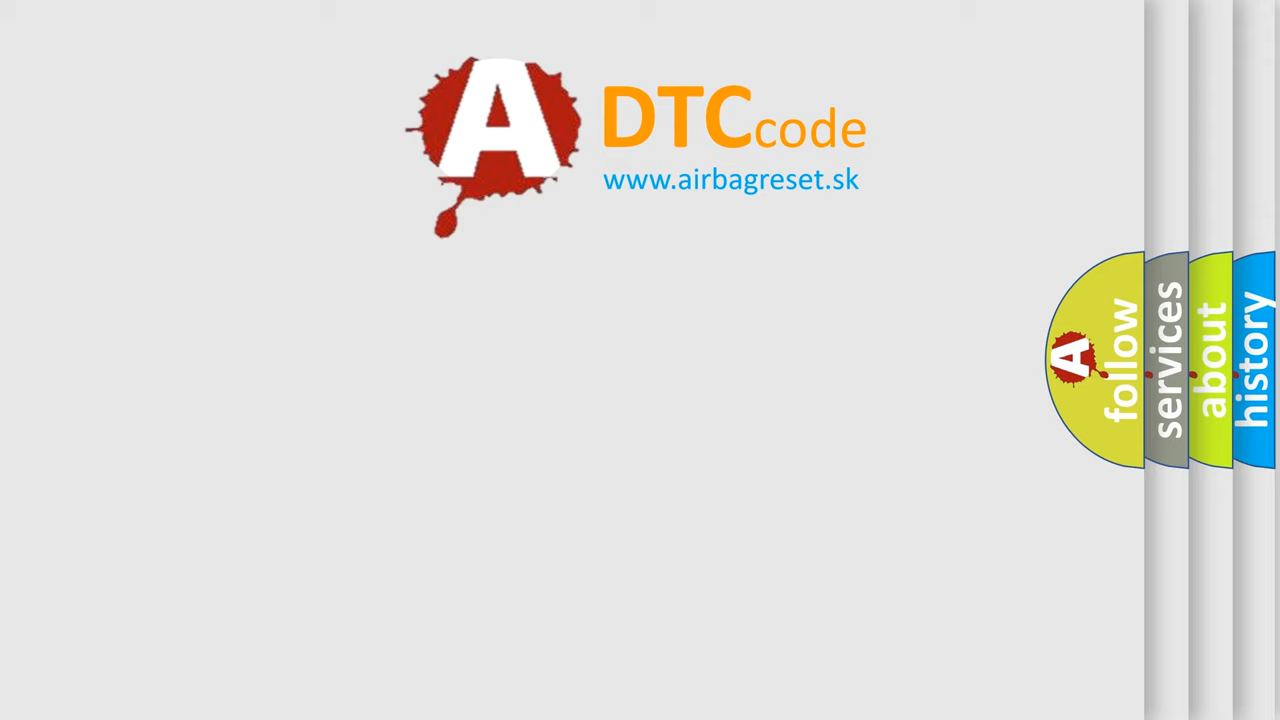 A DTCcode
www.airbagreset.sk
A follow
services
about
history